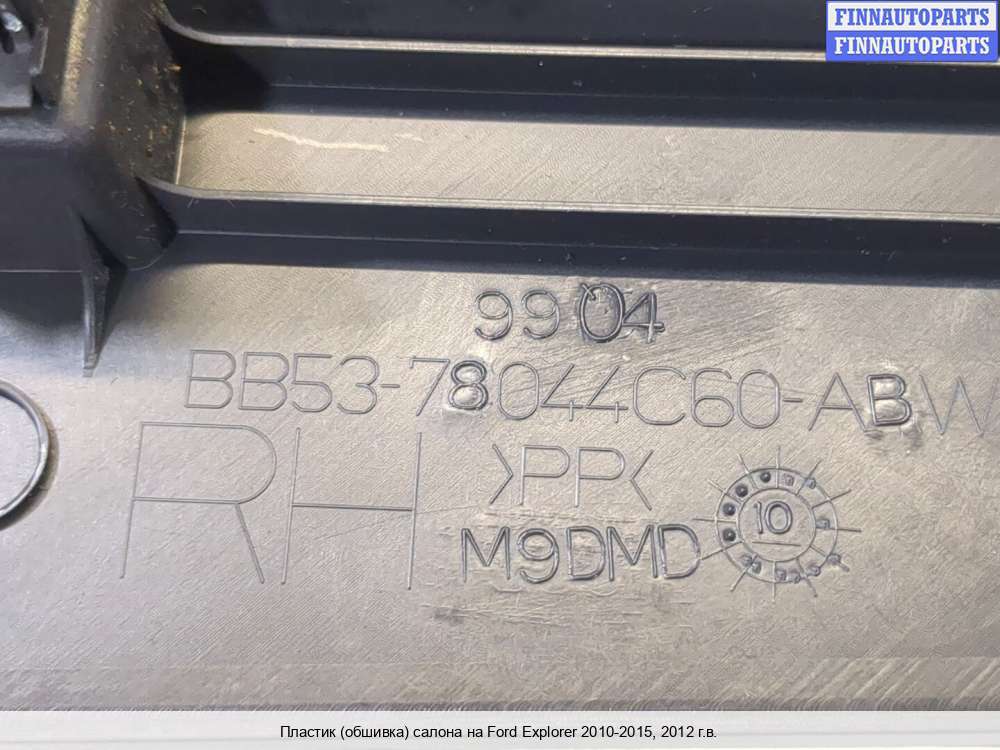 FINNAUTOPARTS
FINNAUTOPARTS
9904
BB53-78044C60-ABW
RH
>PP<
M9DMD
10
Пластик (обшивка) салона на Ford Explorer 2010-2015, 2012 г.в.